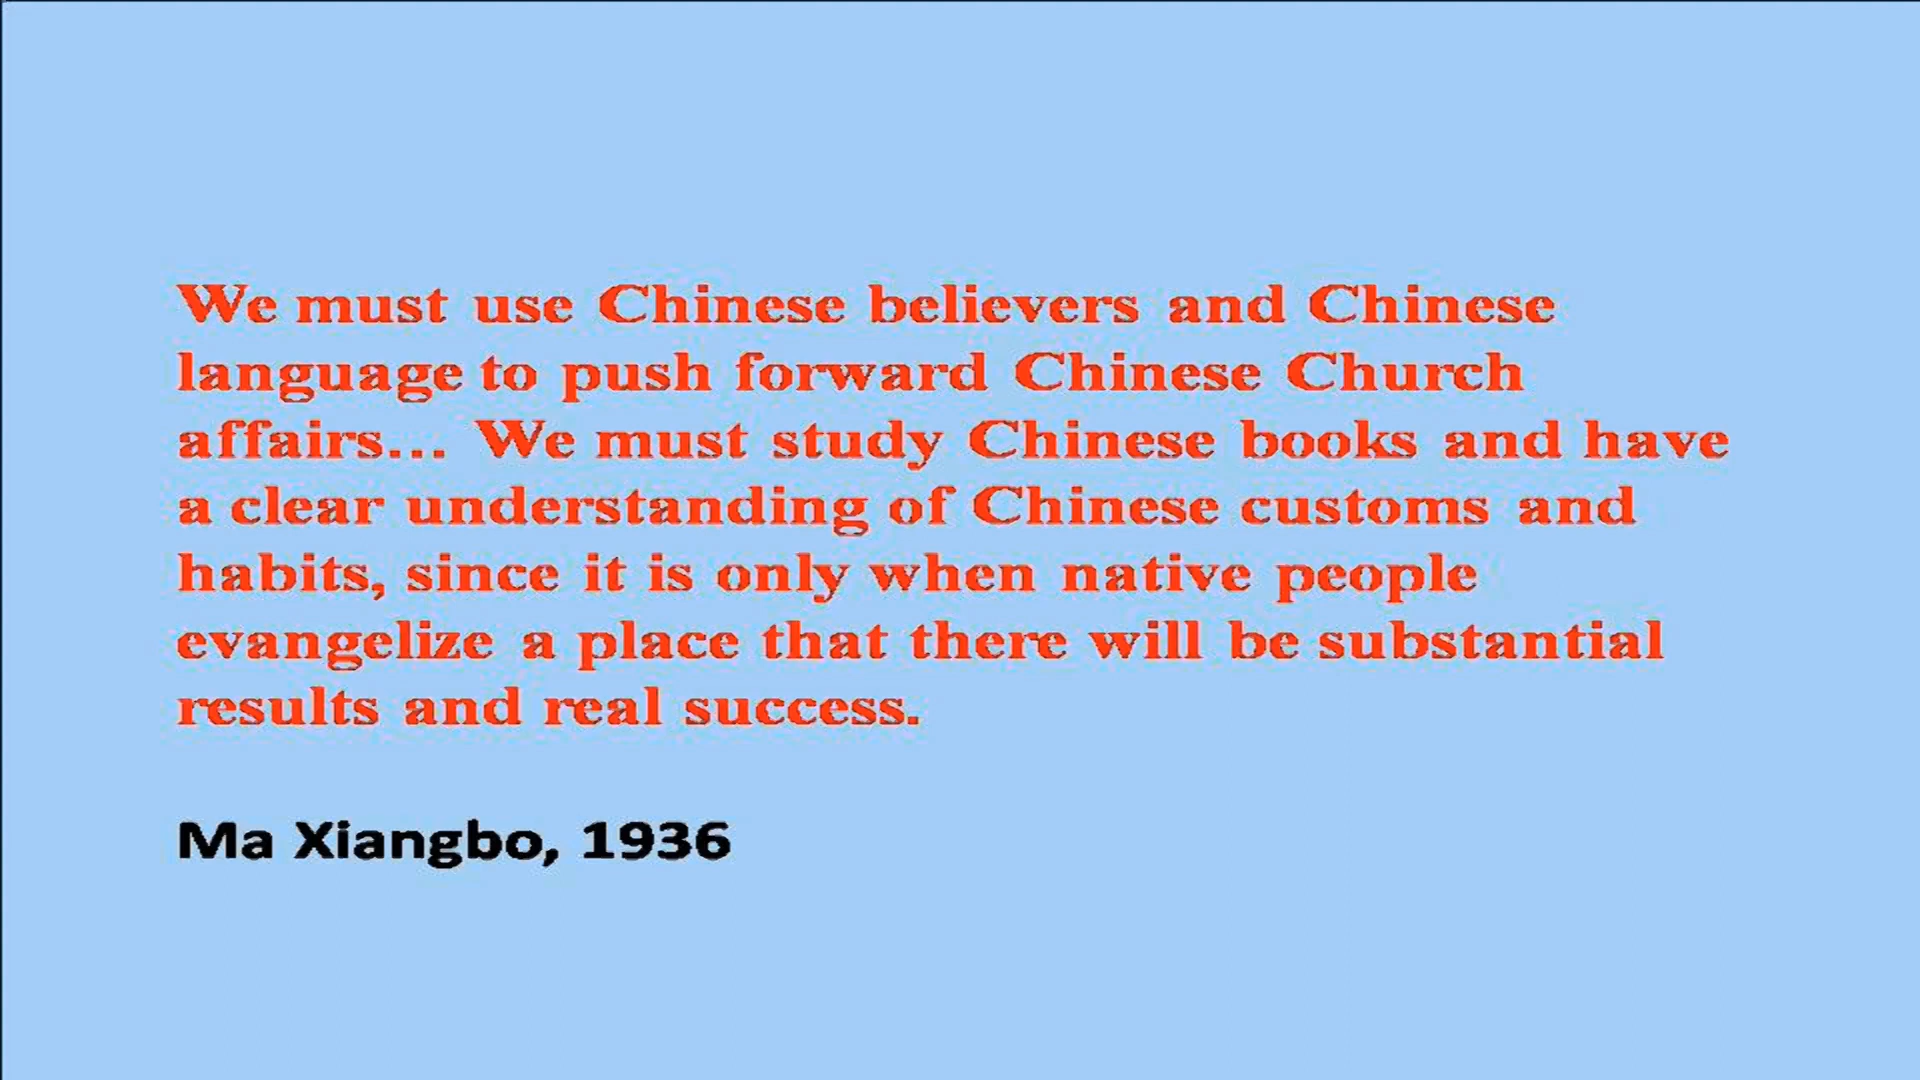 We must use Chinese believers and Chinese
language to push forward Chinese Church
affairs... We must study Chinese books and have
a clear understanding of Chinese customs and
habits, since it is only when native people
evangelize a place that there will be substantial
results and real success.
Ma Xiangbo, 1936